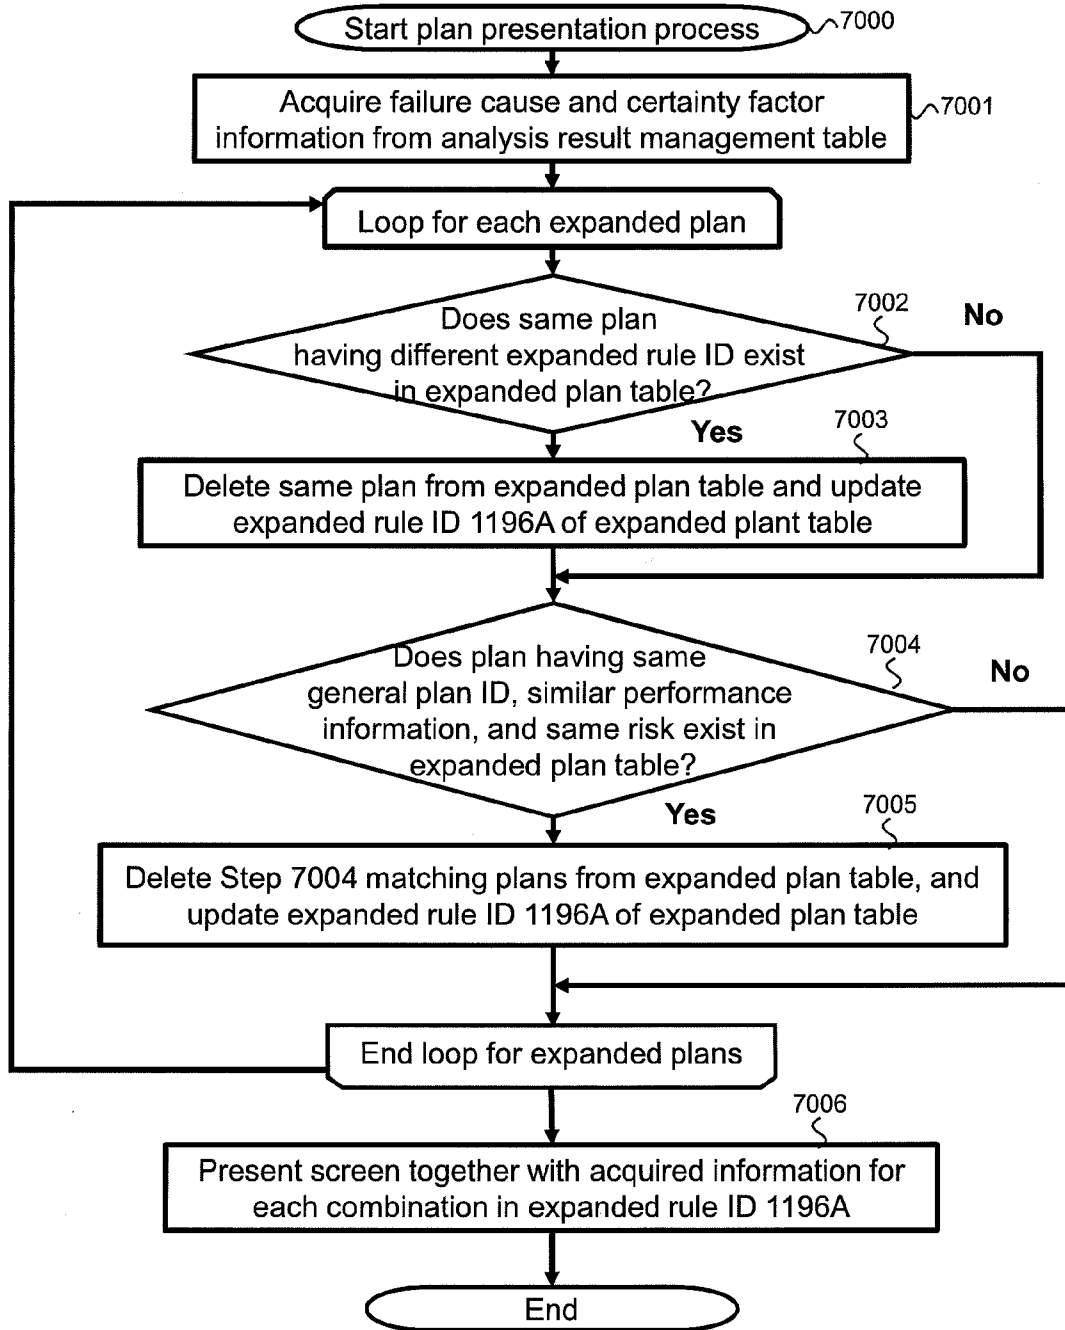 Start plan presentation process
7000
Acquire failure cause and certainty factor
information from analysis result management table
7001
Loop for each expanded plan
7002
No
Does same plan
having different expanded rule ID exist
in expanded plan table?
Yes
7003
Delete same plan from expanded plan table and update
expanded rule ID 1196A of expanded plant table
7004
No
Does plan having same
general plan ID, similar performance
information, and same risk exist in
expanded plan table?
Yes
7005
Delete Step 7004 matching plans from expanded plan table, and
update expanded rule ID 1196A of expanded plan table
End loop for expanded plans
7006
Present screen together with acquired information for
each combination in expanded rule ID 1196A
End